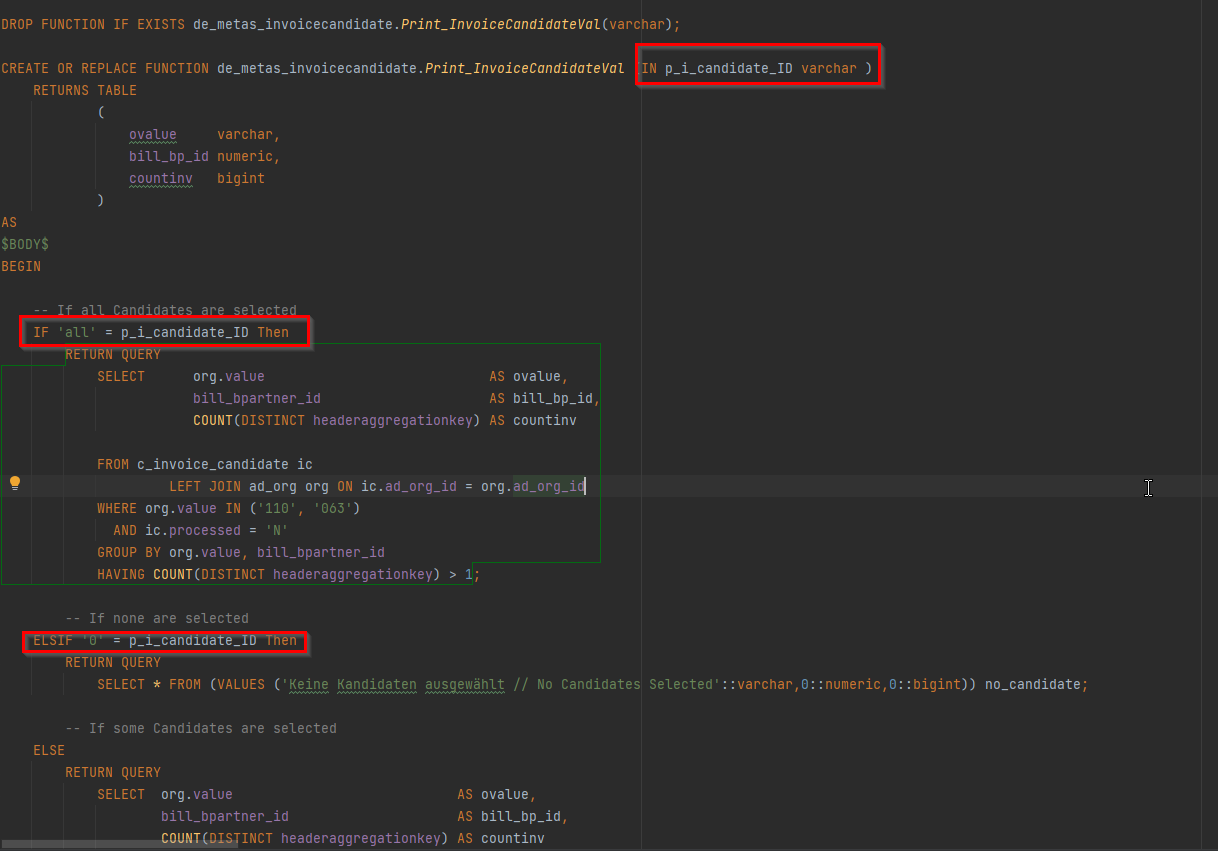 DROP FUNCTION IF EXISTS de_metas_invoicecandidate.Print_InvoiceCandidateVal(varchar);
CREATE OR REPLACE FUNCTION de_metas_invoicecandidate.Print_InvoiceCandidateVal (IN p_i_candidate_ID varchar )
RETURNS TABLE
(
ovalue varchar,
bill_bp_id numeric,
countinv bigint
)
AS
$BODY$
BEGIN
-- If all Candidates are selected
IF 'all' = p_i_candidate_ID Then
RETURN QUERY
SELECT org.value AS ovalue,
bill_bpartner_id AS bill_bp_id,
COUNT(DISTINCT headeraggregationkey) AS countinv
FROM c_invoice_candidate ic
LEFT JOIN ad_org org ON ic.ad_org_id = org.ad_org_id
WHERE org.value IN ('110', '063')
AND ic.processed = 'N'
GROUP BY org.value, bill_bpartner_id
HAVING COUNT(DISTINCT headeraggregationkey) > 1;
-- If none are selected
ELSIF '0' = p_i_candidate_ID Then
RETURN QUERY
SELECT * FROM (VALUES ('Keine Kandidaten ausgewählt // No Candidates Selected'::varchar,0::numeric,0::bigint)) no_candidate;
-- If some Candidates are selected
ELSE
RETURN QUERY
SELECT org.value AS ovalue,
bill_bpartner_id AS bill_bp_id,
COUNT(DISTINCT headeraggregationkey) AS countinv